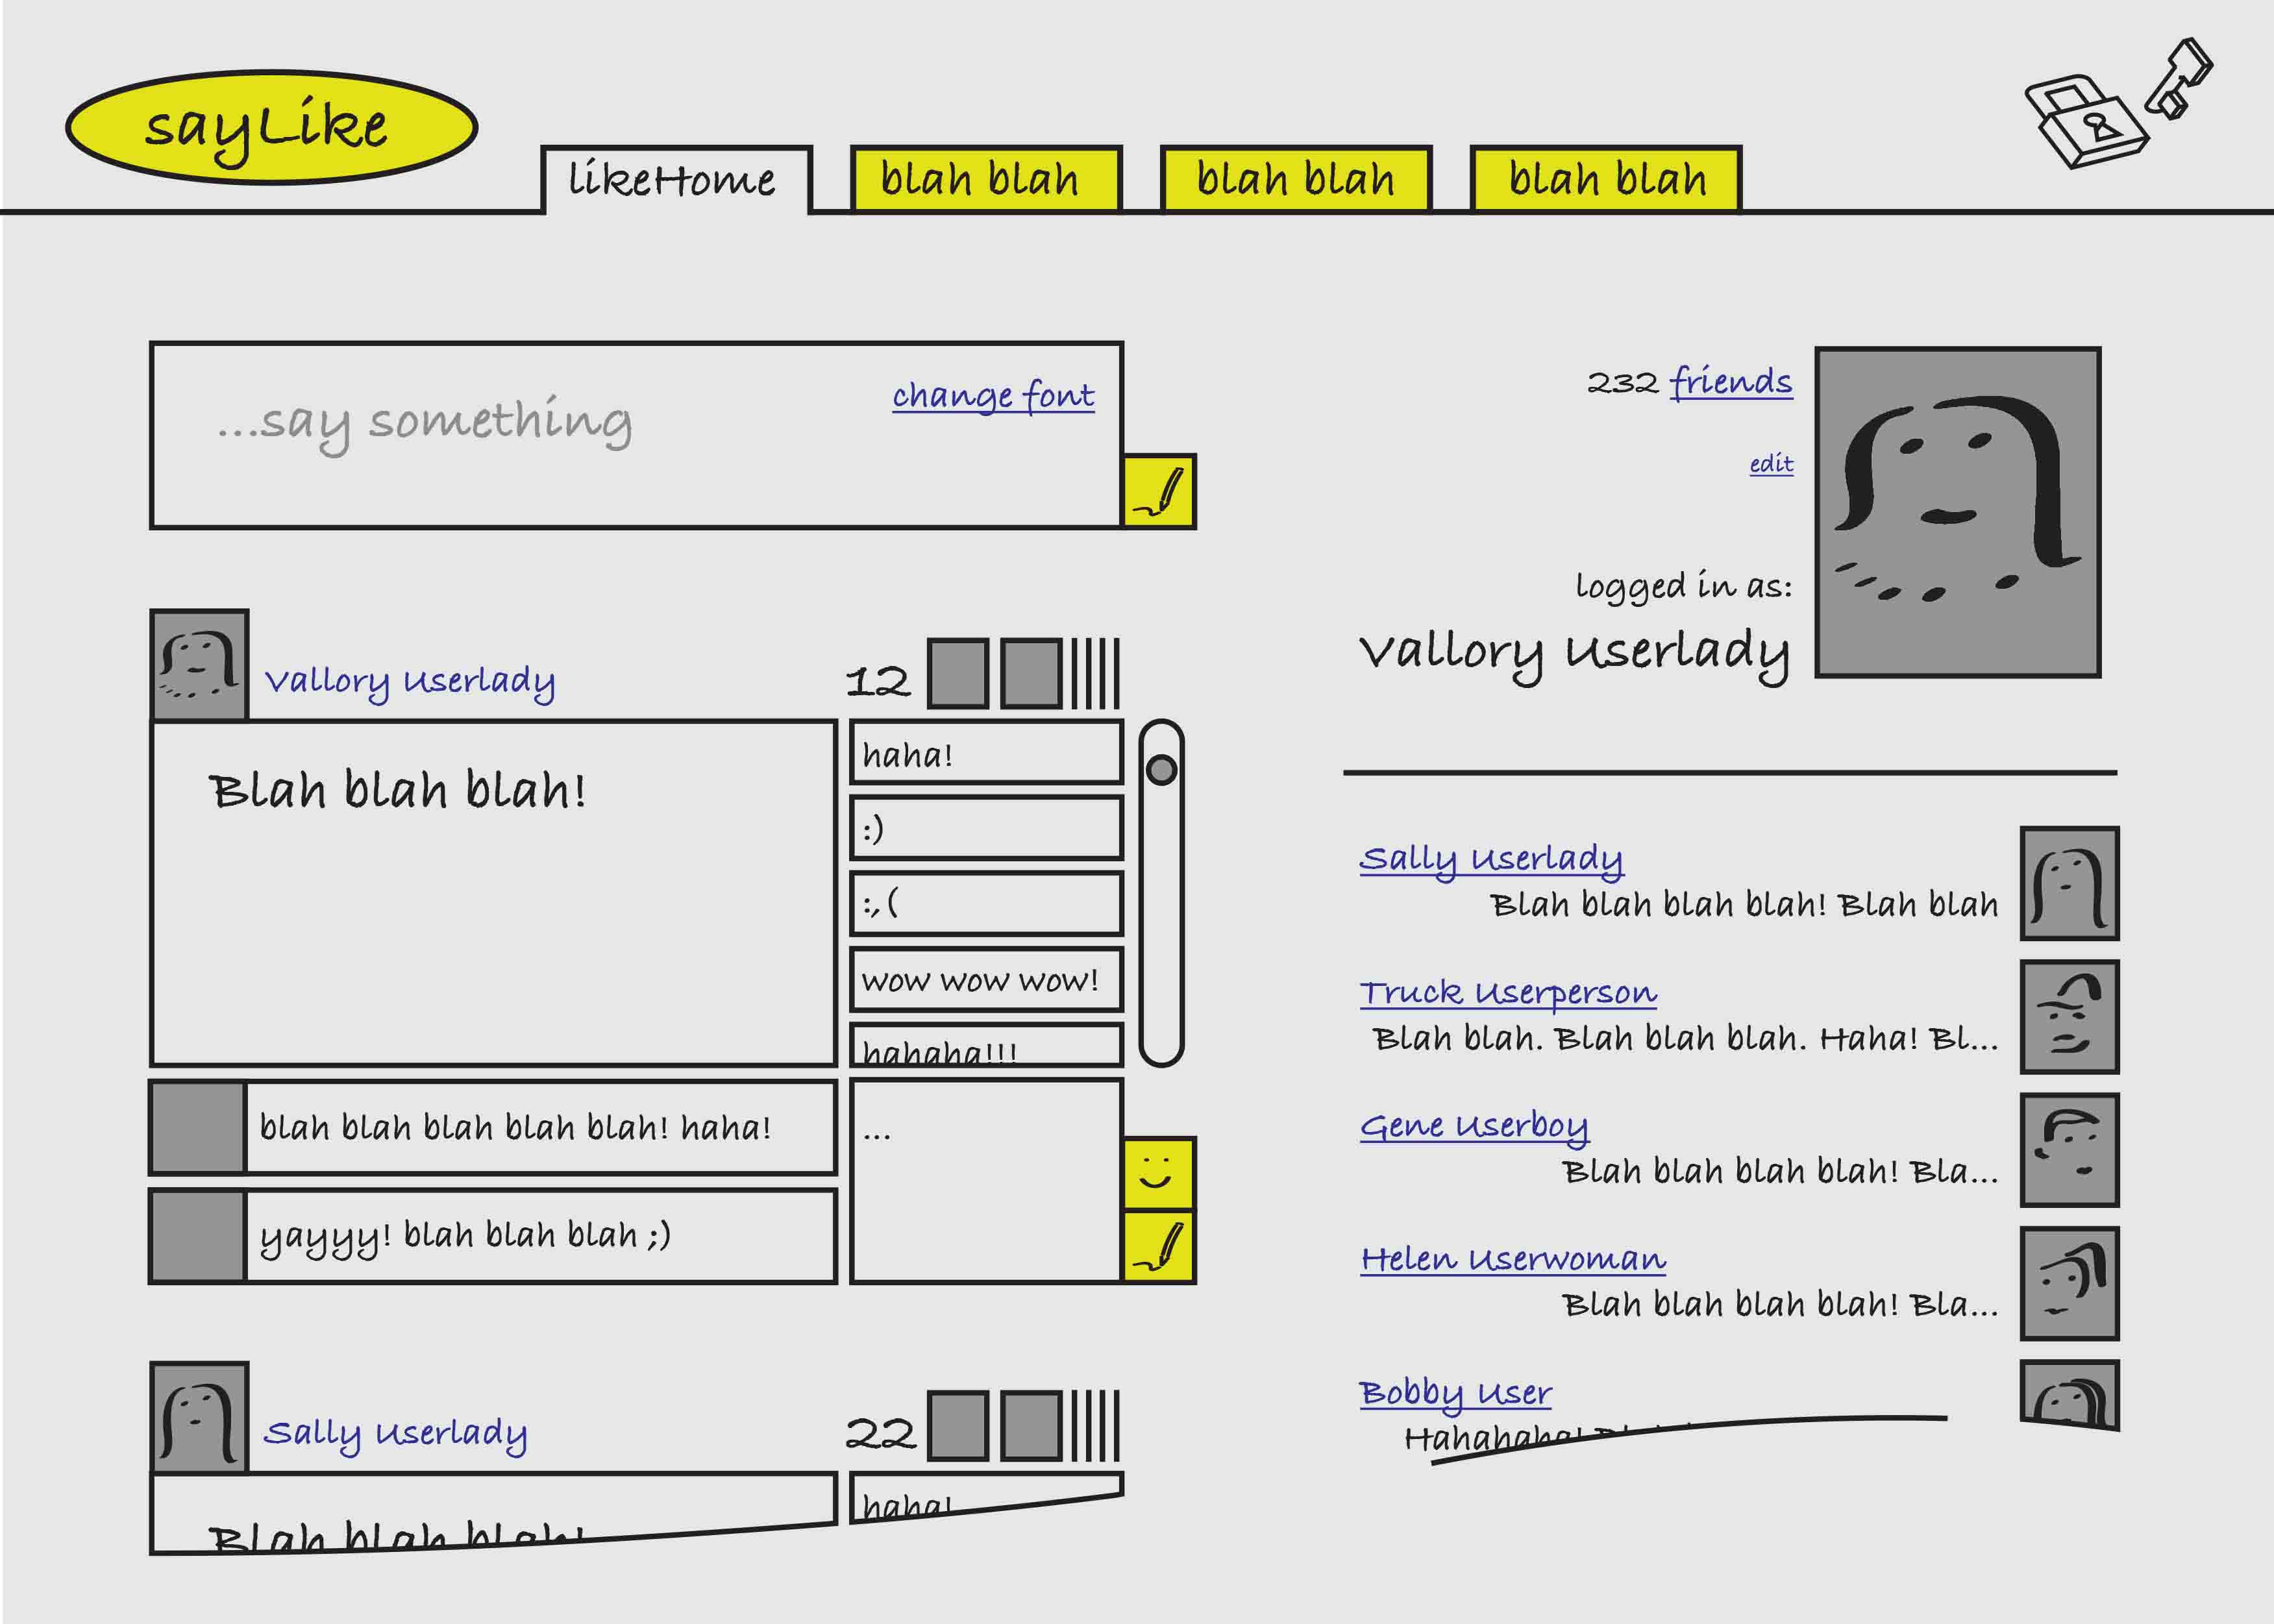 sayLike
likeHome
blah blah
blah blah
blah blah
...say something
change font
232 friends
edit
logged in as:
Vallory Userlady
Vallory Userlady
12
Blah blah blah!
haha!
:)
:,(
wow wow wow!
hahaha!!!
blah blah blah blah blah! haha!
...
yayyy! blah blah blah ;)
Sally Userlady
22
Blah blah blah!
haha!
Sally Userlady
Blah blah blah blah! Blah blah
Truck Userperson
Blah blah. Blah blah blah. Haha! Bl...
Gene Userboy
Blah blah blah blah! Bla...
Helen Userwoman
Blah blah blah blah! Bla...
Bobby User
Hahahaha!